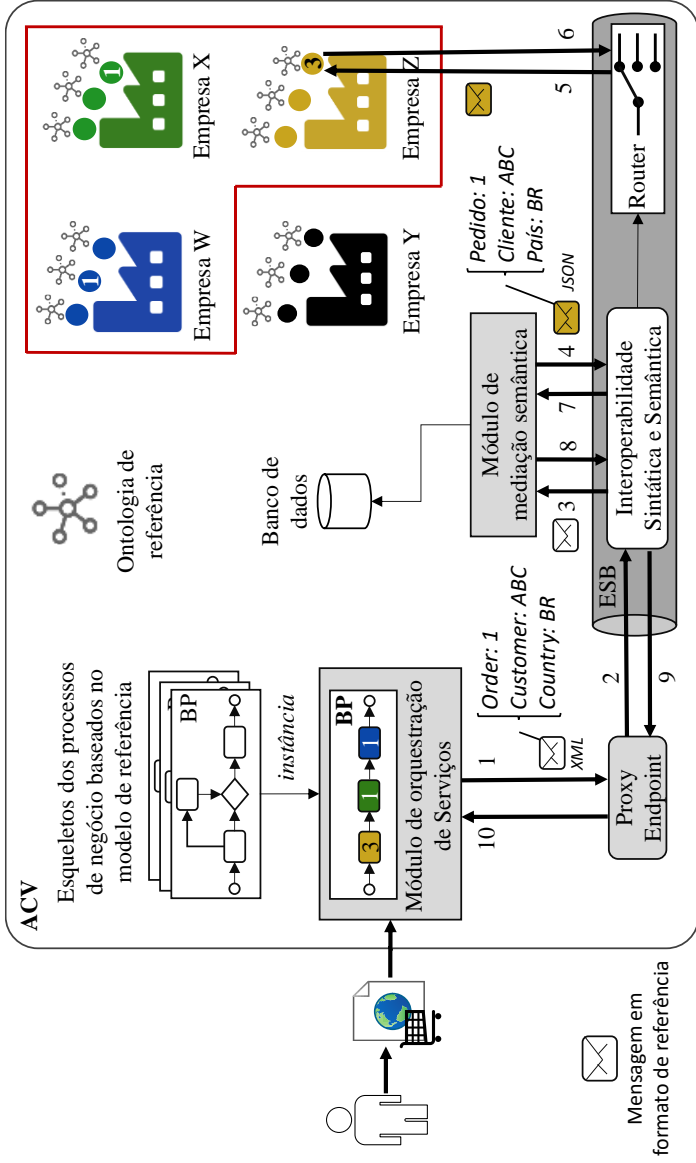 ACV
Esqueletos dos processos
de negócio baseados no
modelo de referência
BP
instância
BP
3
1
1
Módulo de orquestração
de Serviços
1
10
XML
Order: 1
Customer: ABC
Country: BR
Proxy
Endpoint
2
9
ESB
Ontologia de
referência
Banco de
dados
Módulo de
mediação semântica
3
8
7
4
JSON
Pedido: 1
Cliente: ABC
País: BR
Interoperabilidade
Sintática e Semântica
Router
5
6
1
Empresa W
1
Empresa X
Empresa Y
3
Empresa Z
Mensagem em
formato de referência